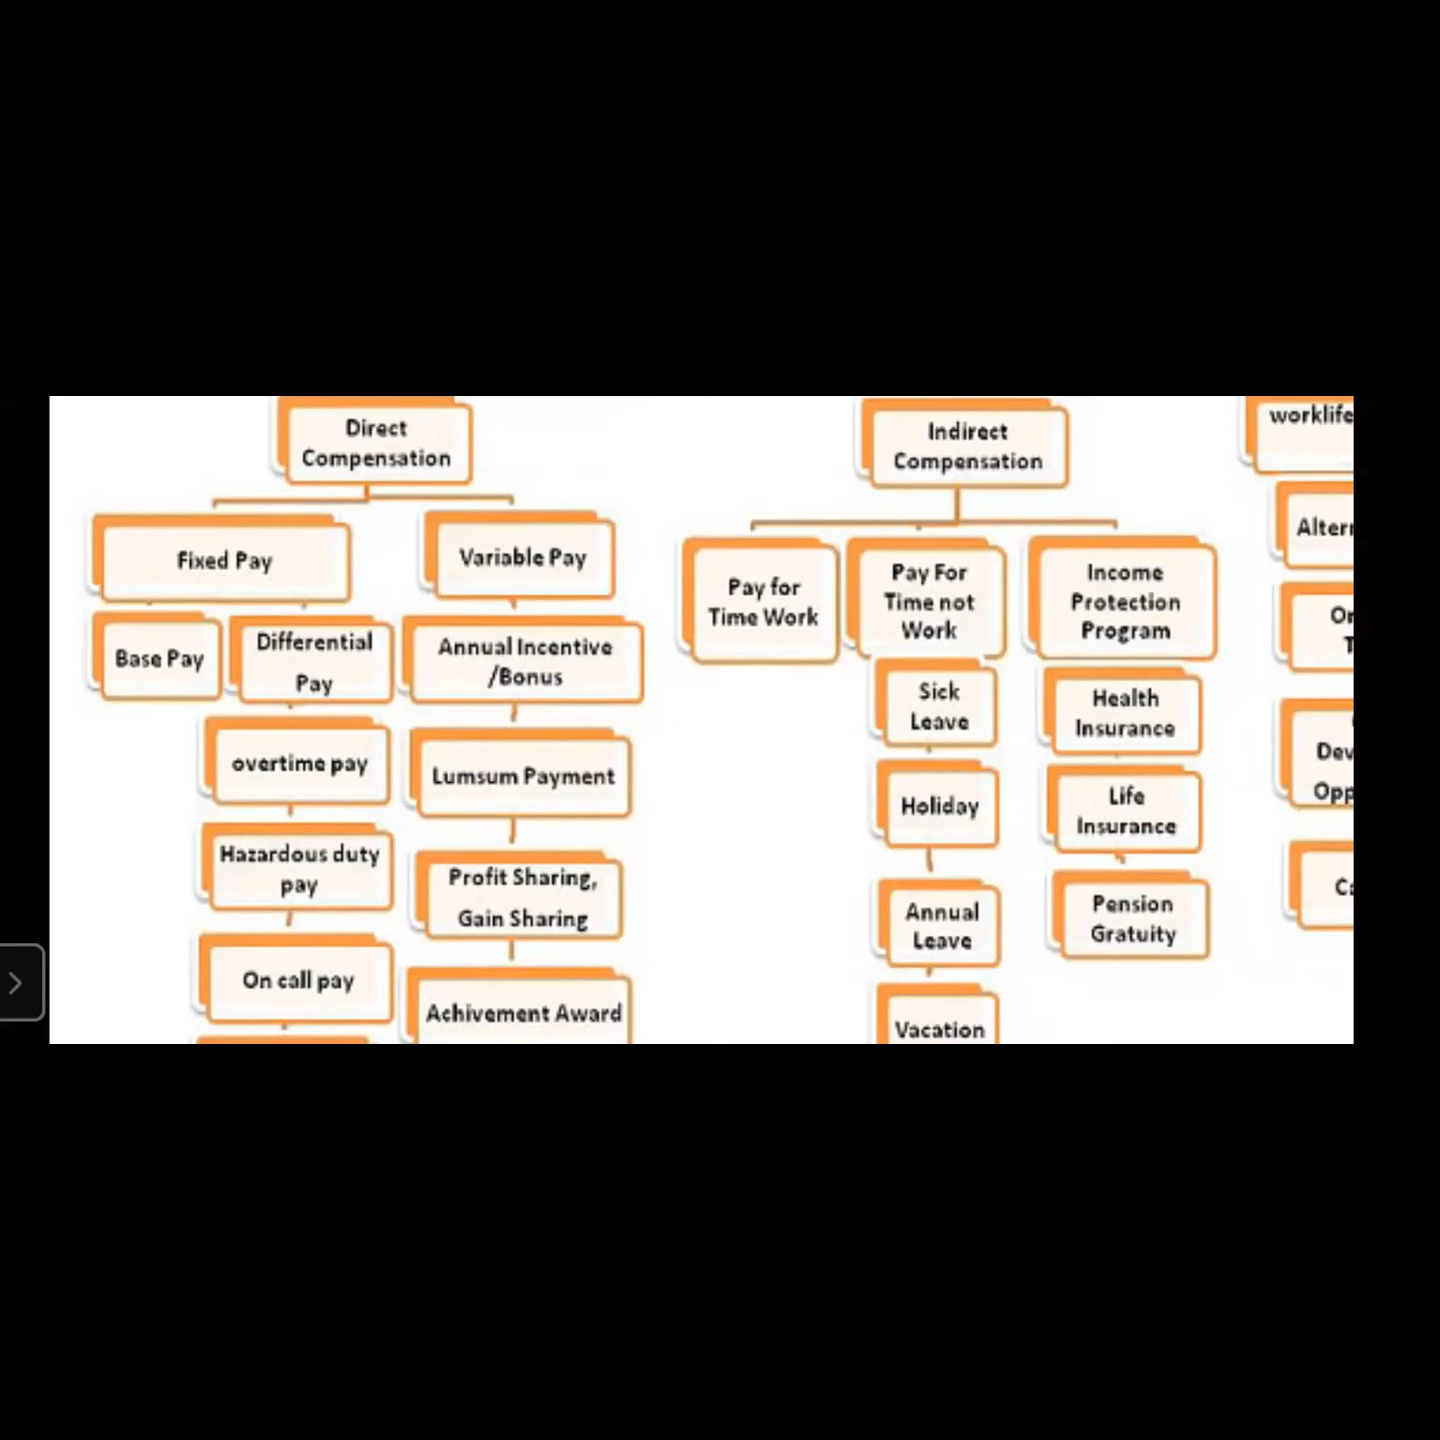 Direct
Compensation
Fixed Pay
Variable Pay
Base Pay
Differential
Pay
Annual Incentive
/Bonus
overtime pay
Lumsum Payment
Hazardous duty
pay
Profit Sharing,
Gain Sharing
On call pay
Achivement Award
Indirect
Compensation
Pay for
Time Work
Pay For
Time not
Work
Income
Protection
Program
Sick
Leave
Health
Insurance
Holiday
Life
Insurance
Annual
Leave
Pension
Gratuity
Vacation
worklife